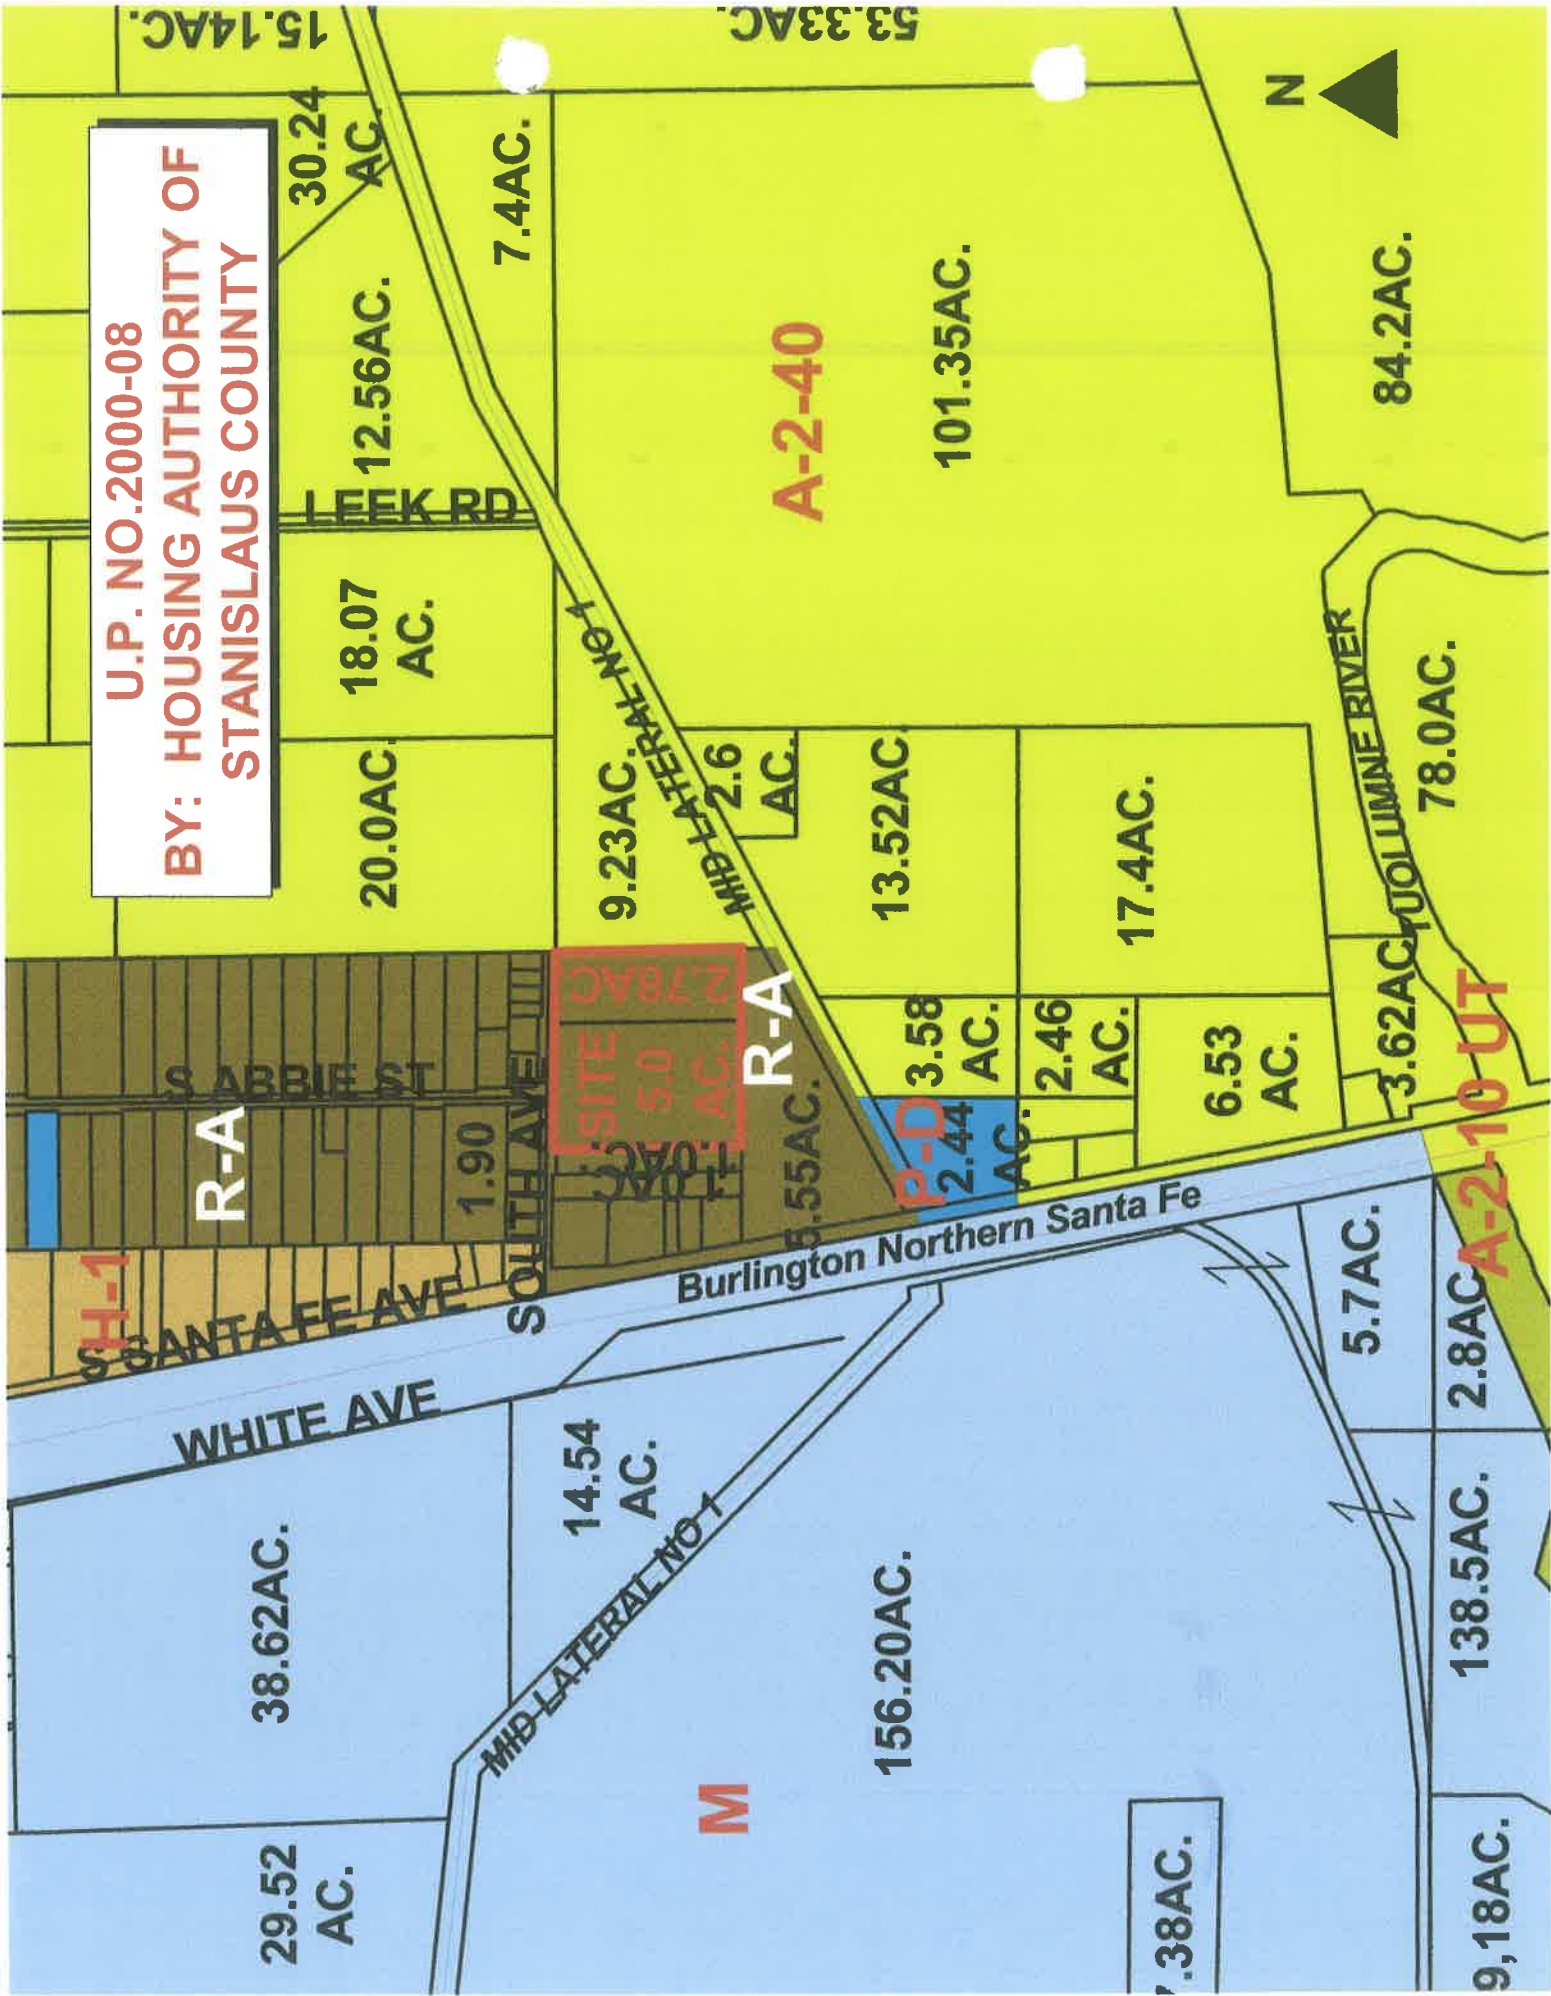 U.P. NO.2000-08
BY: HOUSING AUTHORITY OF
STANISLAUS COUNTY
29.52
AC.
38.62AC.
WHITE AVE
S SANTA FE AVE
H-1
R-A
S ABBIE ST
R-A
20.0AC.
18.07
AC.
LEEK RD
12.56AC.
30.24
AC.
15.14AC.
MID LATERAL NO 1
14.54
AC.
SOUTH AVE
1.90
1.0AC.
SITE
5.0
AC.
2.78AC
9.23AC.
MID LATERAL NO 1
7.4AC.
53.33AC.
M
156.20AC.
Burlington Northern Santa Fe
5.55AC.
R-A
P-D
2.44
AC.
3.58
AC.
2.6
AC.
13.52AC.
A-2-40
101.35AC.
2.46
AC.
17.4AC.
6.53
AC.
N
.38AC.
5.7AC.
3.62AC.
TUOLUMNE RIVER
84.2AC.
9,18AC.
138.5AC.
2.8AC.
A-2-10 UT
78.0AC.